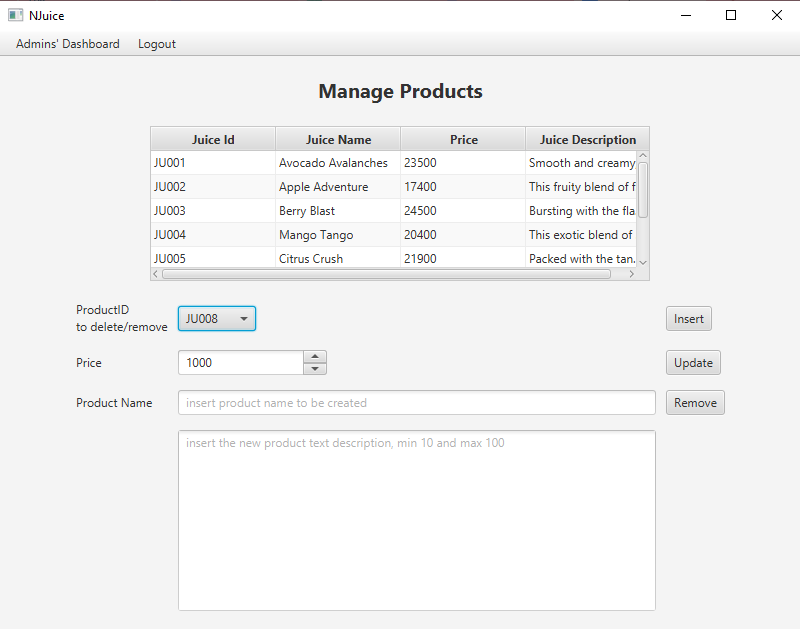 NJuice
Admins' Dashboard Logout
Manage Products
Juice Id Juice Name Price Juice Description
JU001 Avocado Avalanches 23500 Smooth and creamy
JU002 Apple Adventure 17400 This fruity blend of f
JU003 Berry Blast 24500 Bursting with the fla
JU004 Mango Tango 20400 This exotic blend of
JU005 Citrus Crush 21900 Packed with the tan.
ProductID
to delete/remove JU008 Insert
Price 1000 Update
Product Name insert product name to be created Remove
insert the new product text description, min 10 and max 100